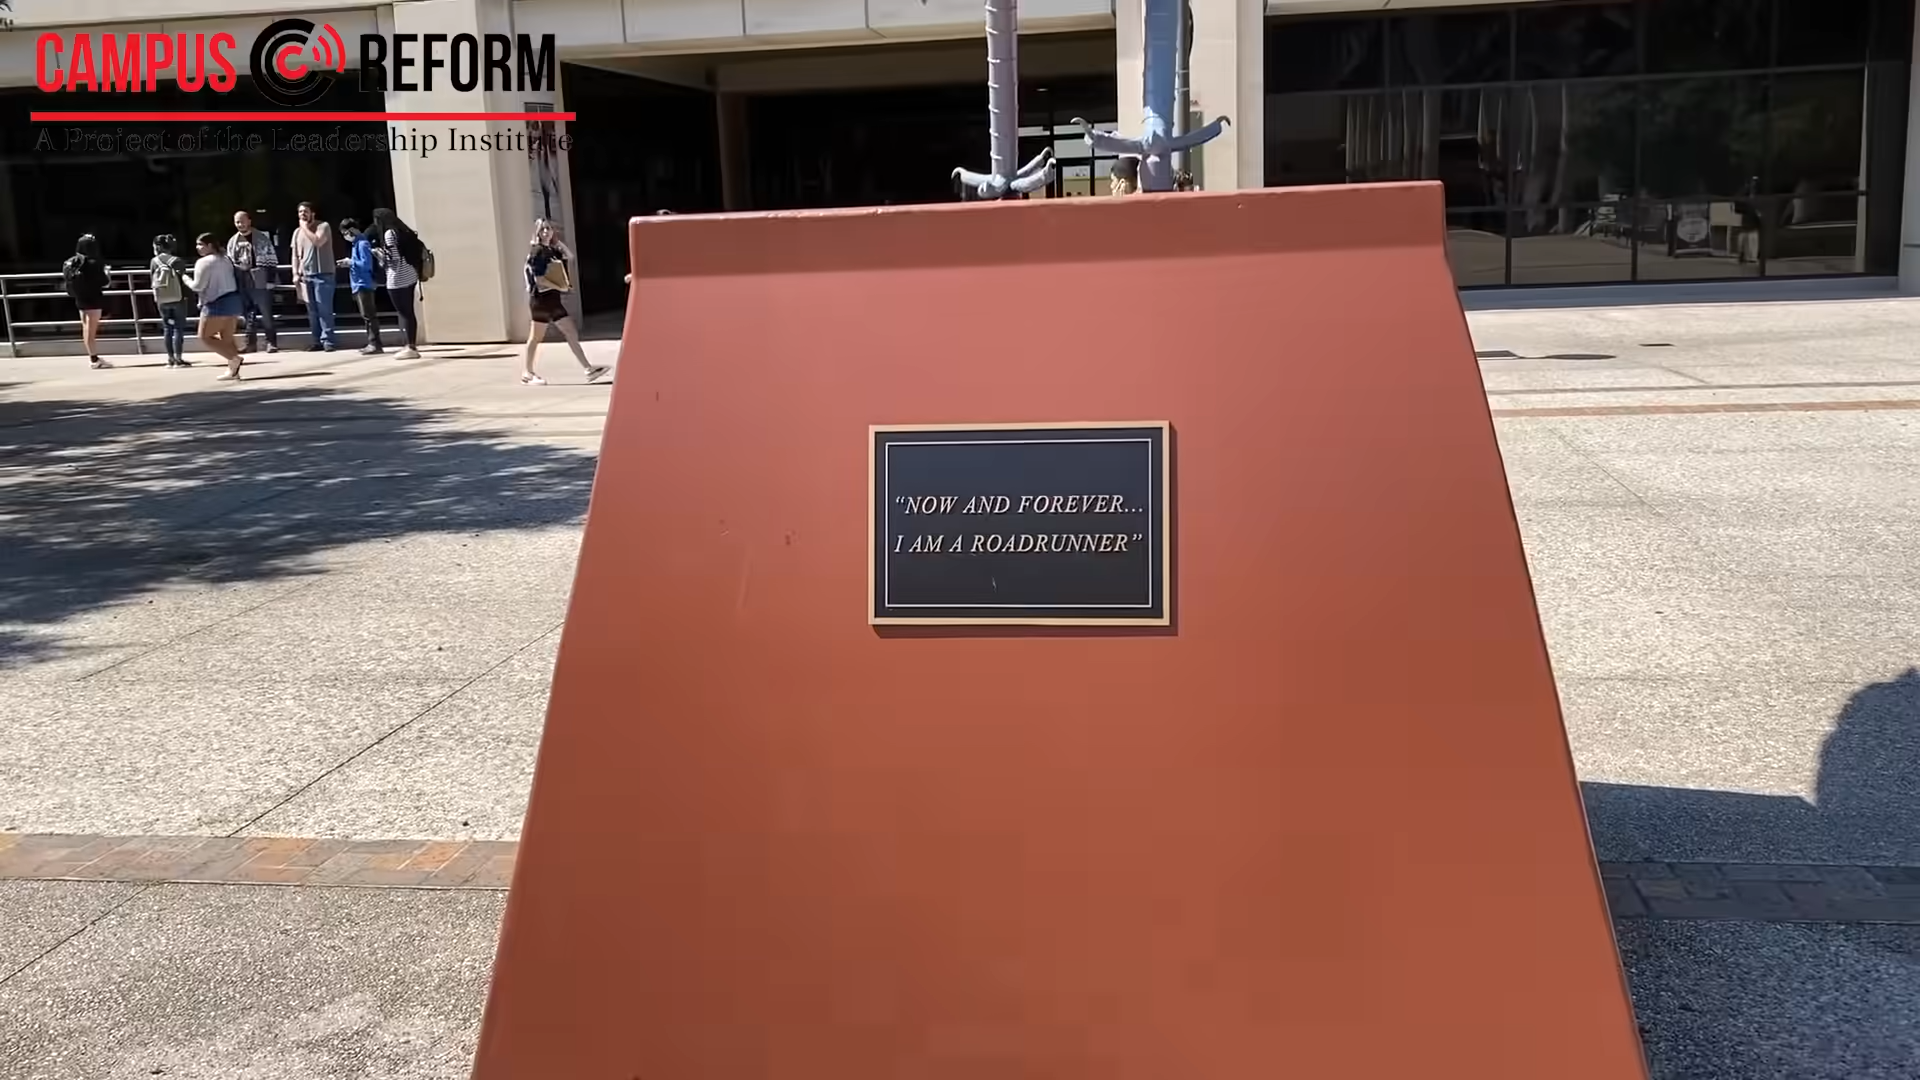 CAMPUS REFORM
A Project of the Leadership Institute
"NOW AND FOREVER...
I AM A ROADRUNNER"